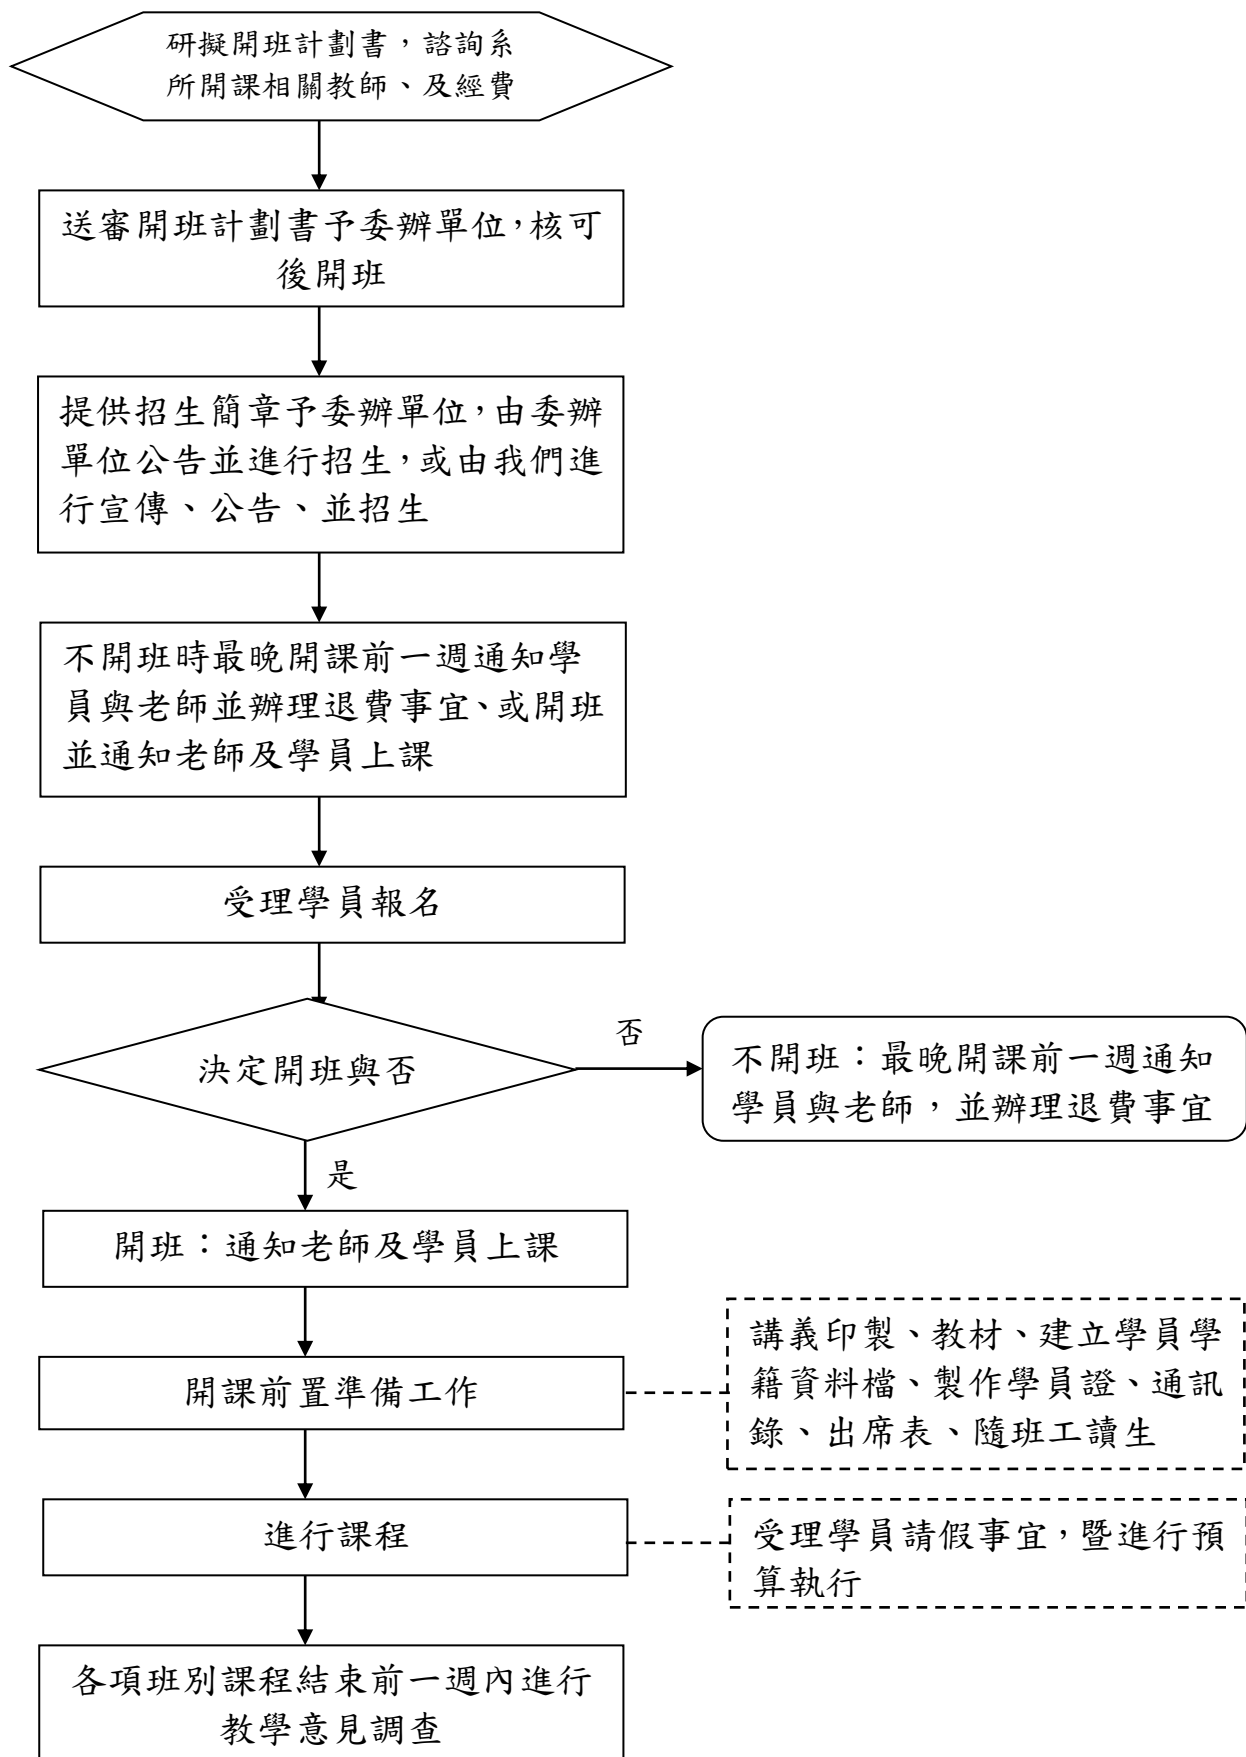 研擬開班計劃書，諮詢系
所開課相關教師、及經費
送審開班計劃書予委辦單位，核可
後開班
提供招生簡章予委辦單位，由委辦
單位公告並進行招生，或由我們進
行宣傳、公告、並招生
不開班時最晚開課前一週通知學
員與老師並辦理退費事宜、或開班
並通知老師及學員上課
受理學員報名
決定開班與否
否
不開班：最晚開課前一週通知
學員與老師，並辦理退費事宜
是
開班：通知老師及學員上課
開課前置準備工作
講義印製、教材、建立學員學
籍資料檔、製作學員證、通訊
錄、出席表、隨班工讀生
進行課程
受理學員請假事宜，暨進行預
算執行
各項班別課程結束前一週內進行
教學意見調查